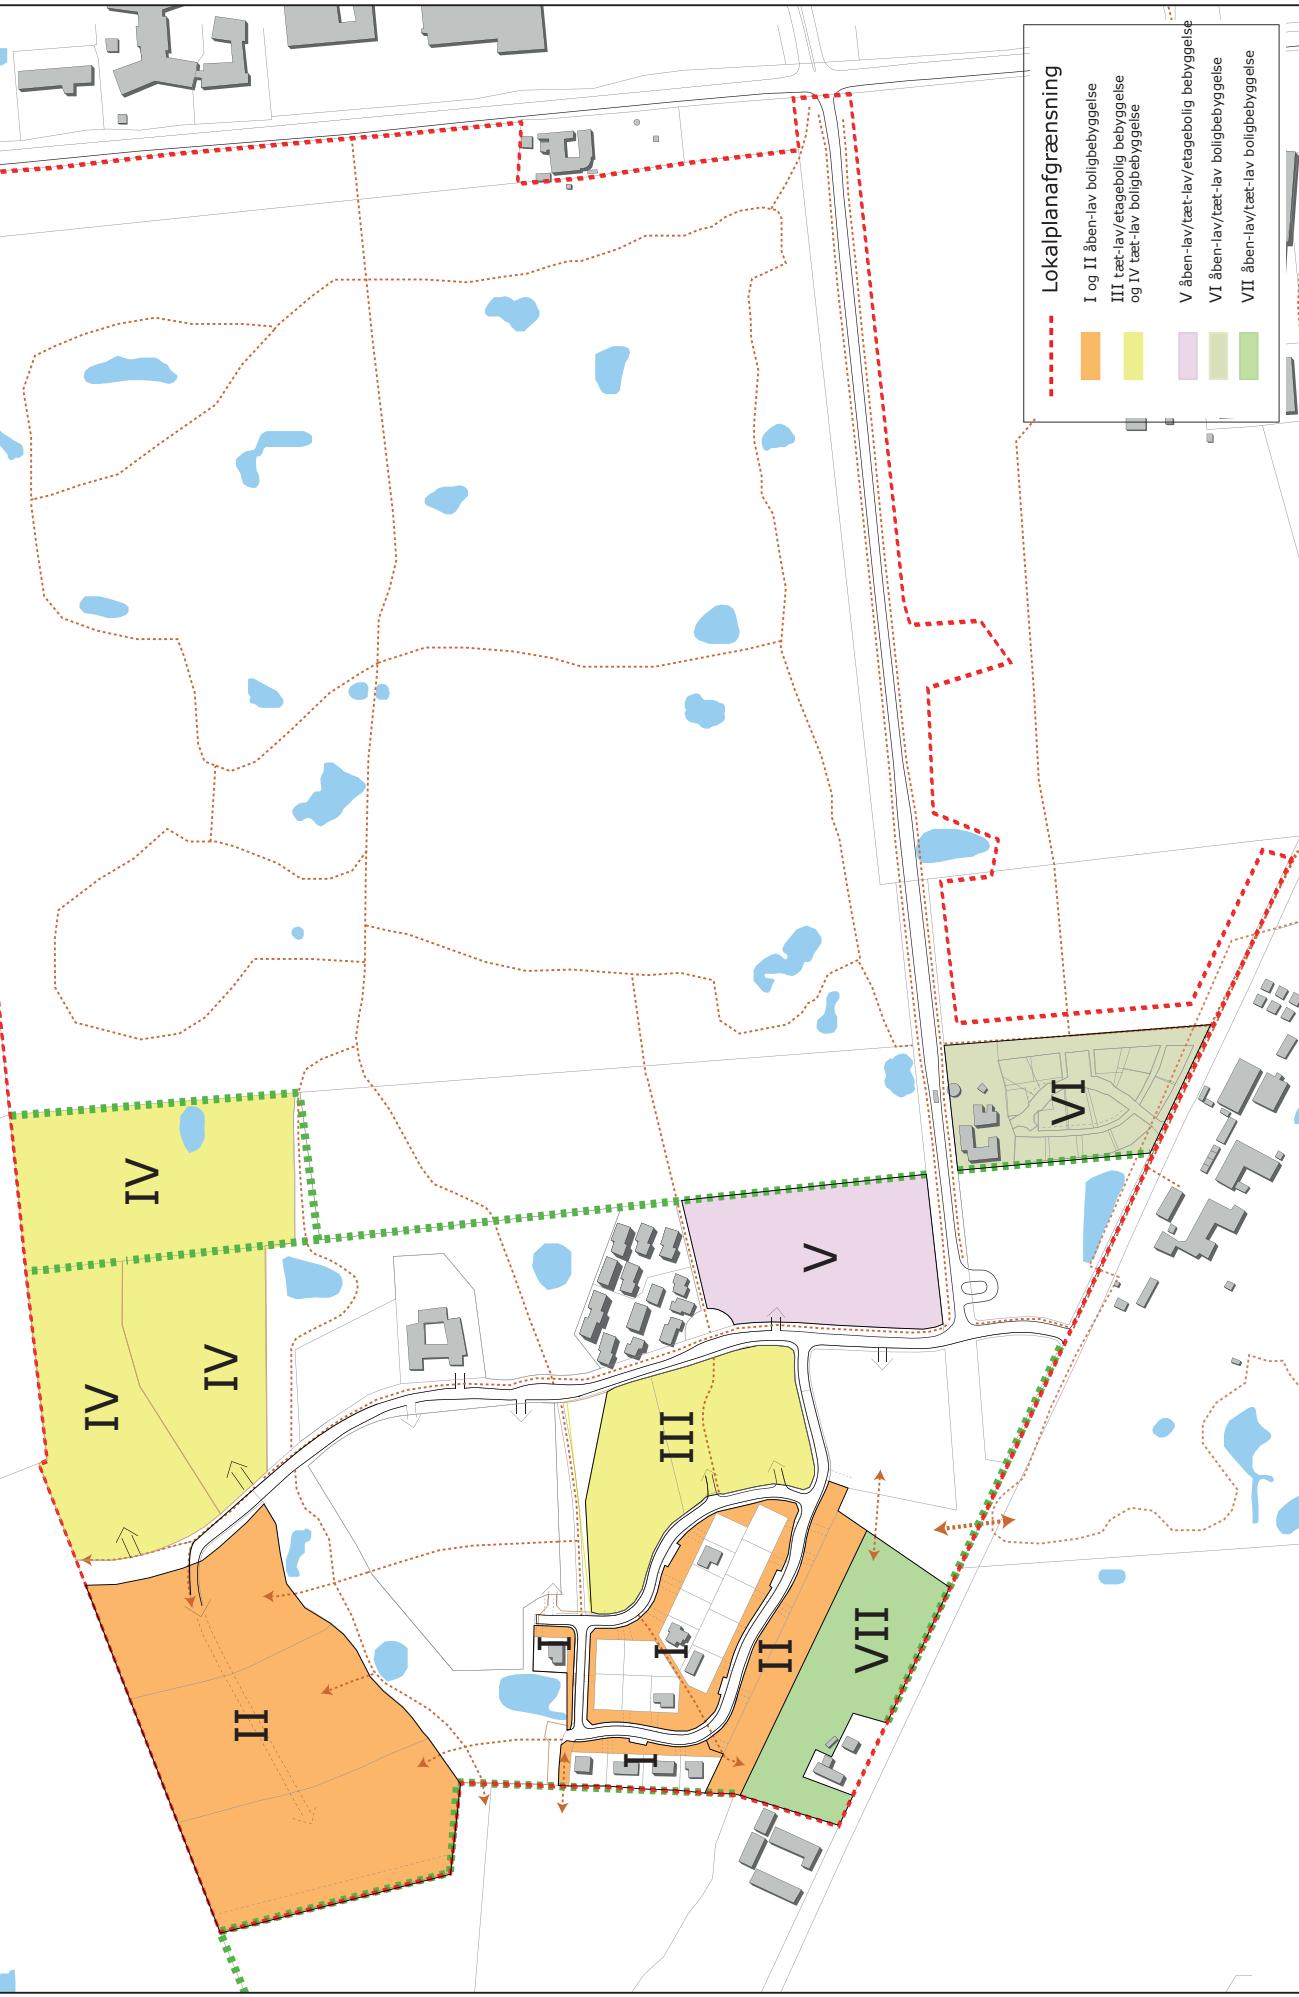 Lokalplanafgrænsning
I og II åben-lav boligbebyggelse
III tæt-lav/etagebolig bebyggelse
og IV tæt-lav boligbebyggelse
V åben-lav/tæt-lav/etagebolig bebyggelse
VI åben-lav/tæt-lav boligbebyggelse
VII åben-lav/tæt-lav boligbebyggelse
IV
IV
IV
II
III
V
VI
I
I
I
II
VII